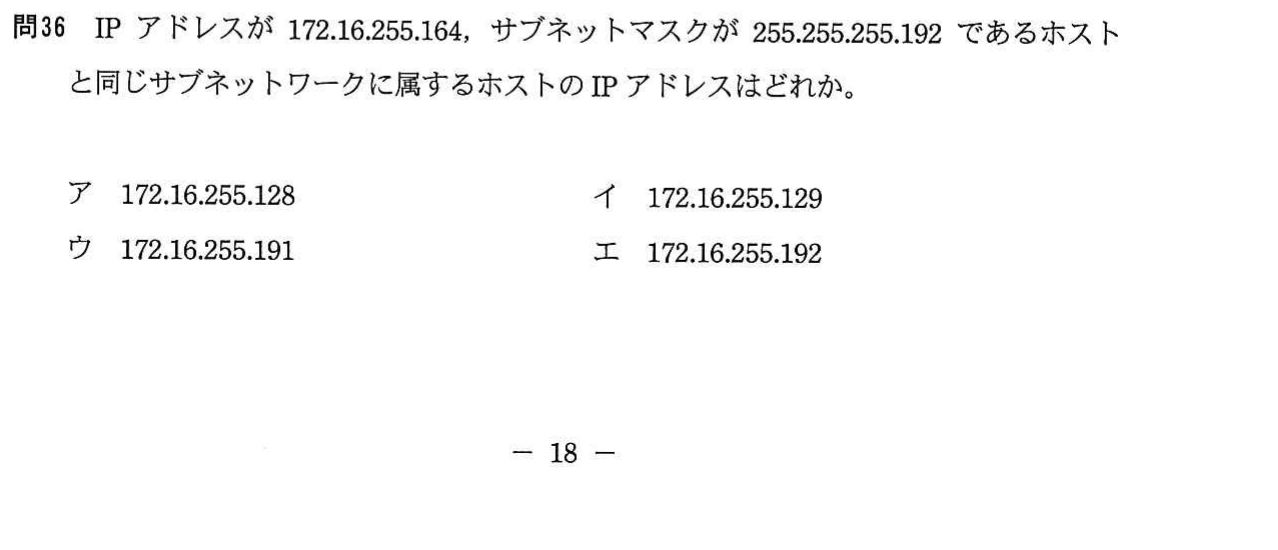 問36 IP アドレスが 172.16.255.164，サブネットマスクが 255.255.255.192 であるホスト
と同じサブネットワークに属するホストの IP アドレスはどれか。
ア 172.16.255.128 イ 172.16.255.129
ウ 172.16.255.191 エ 172.16.255.192
－ 18 －